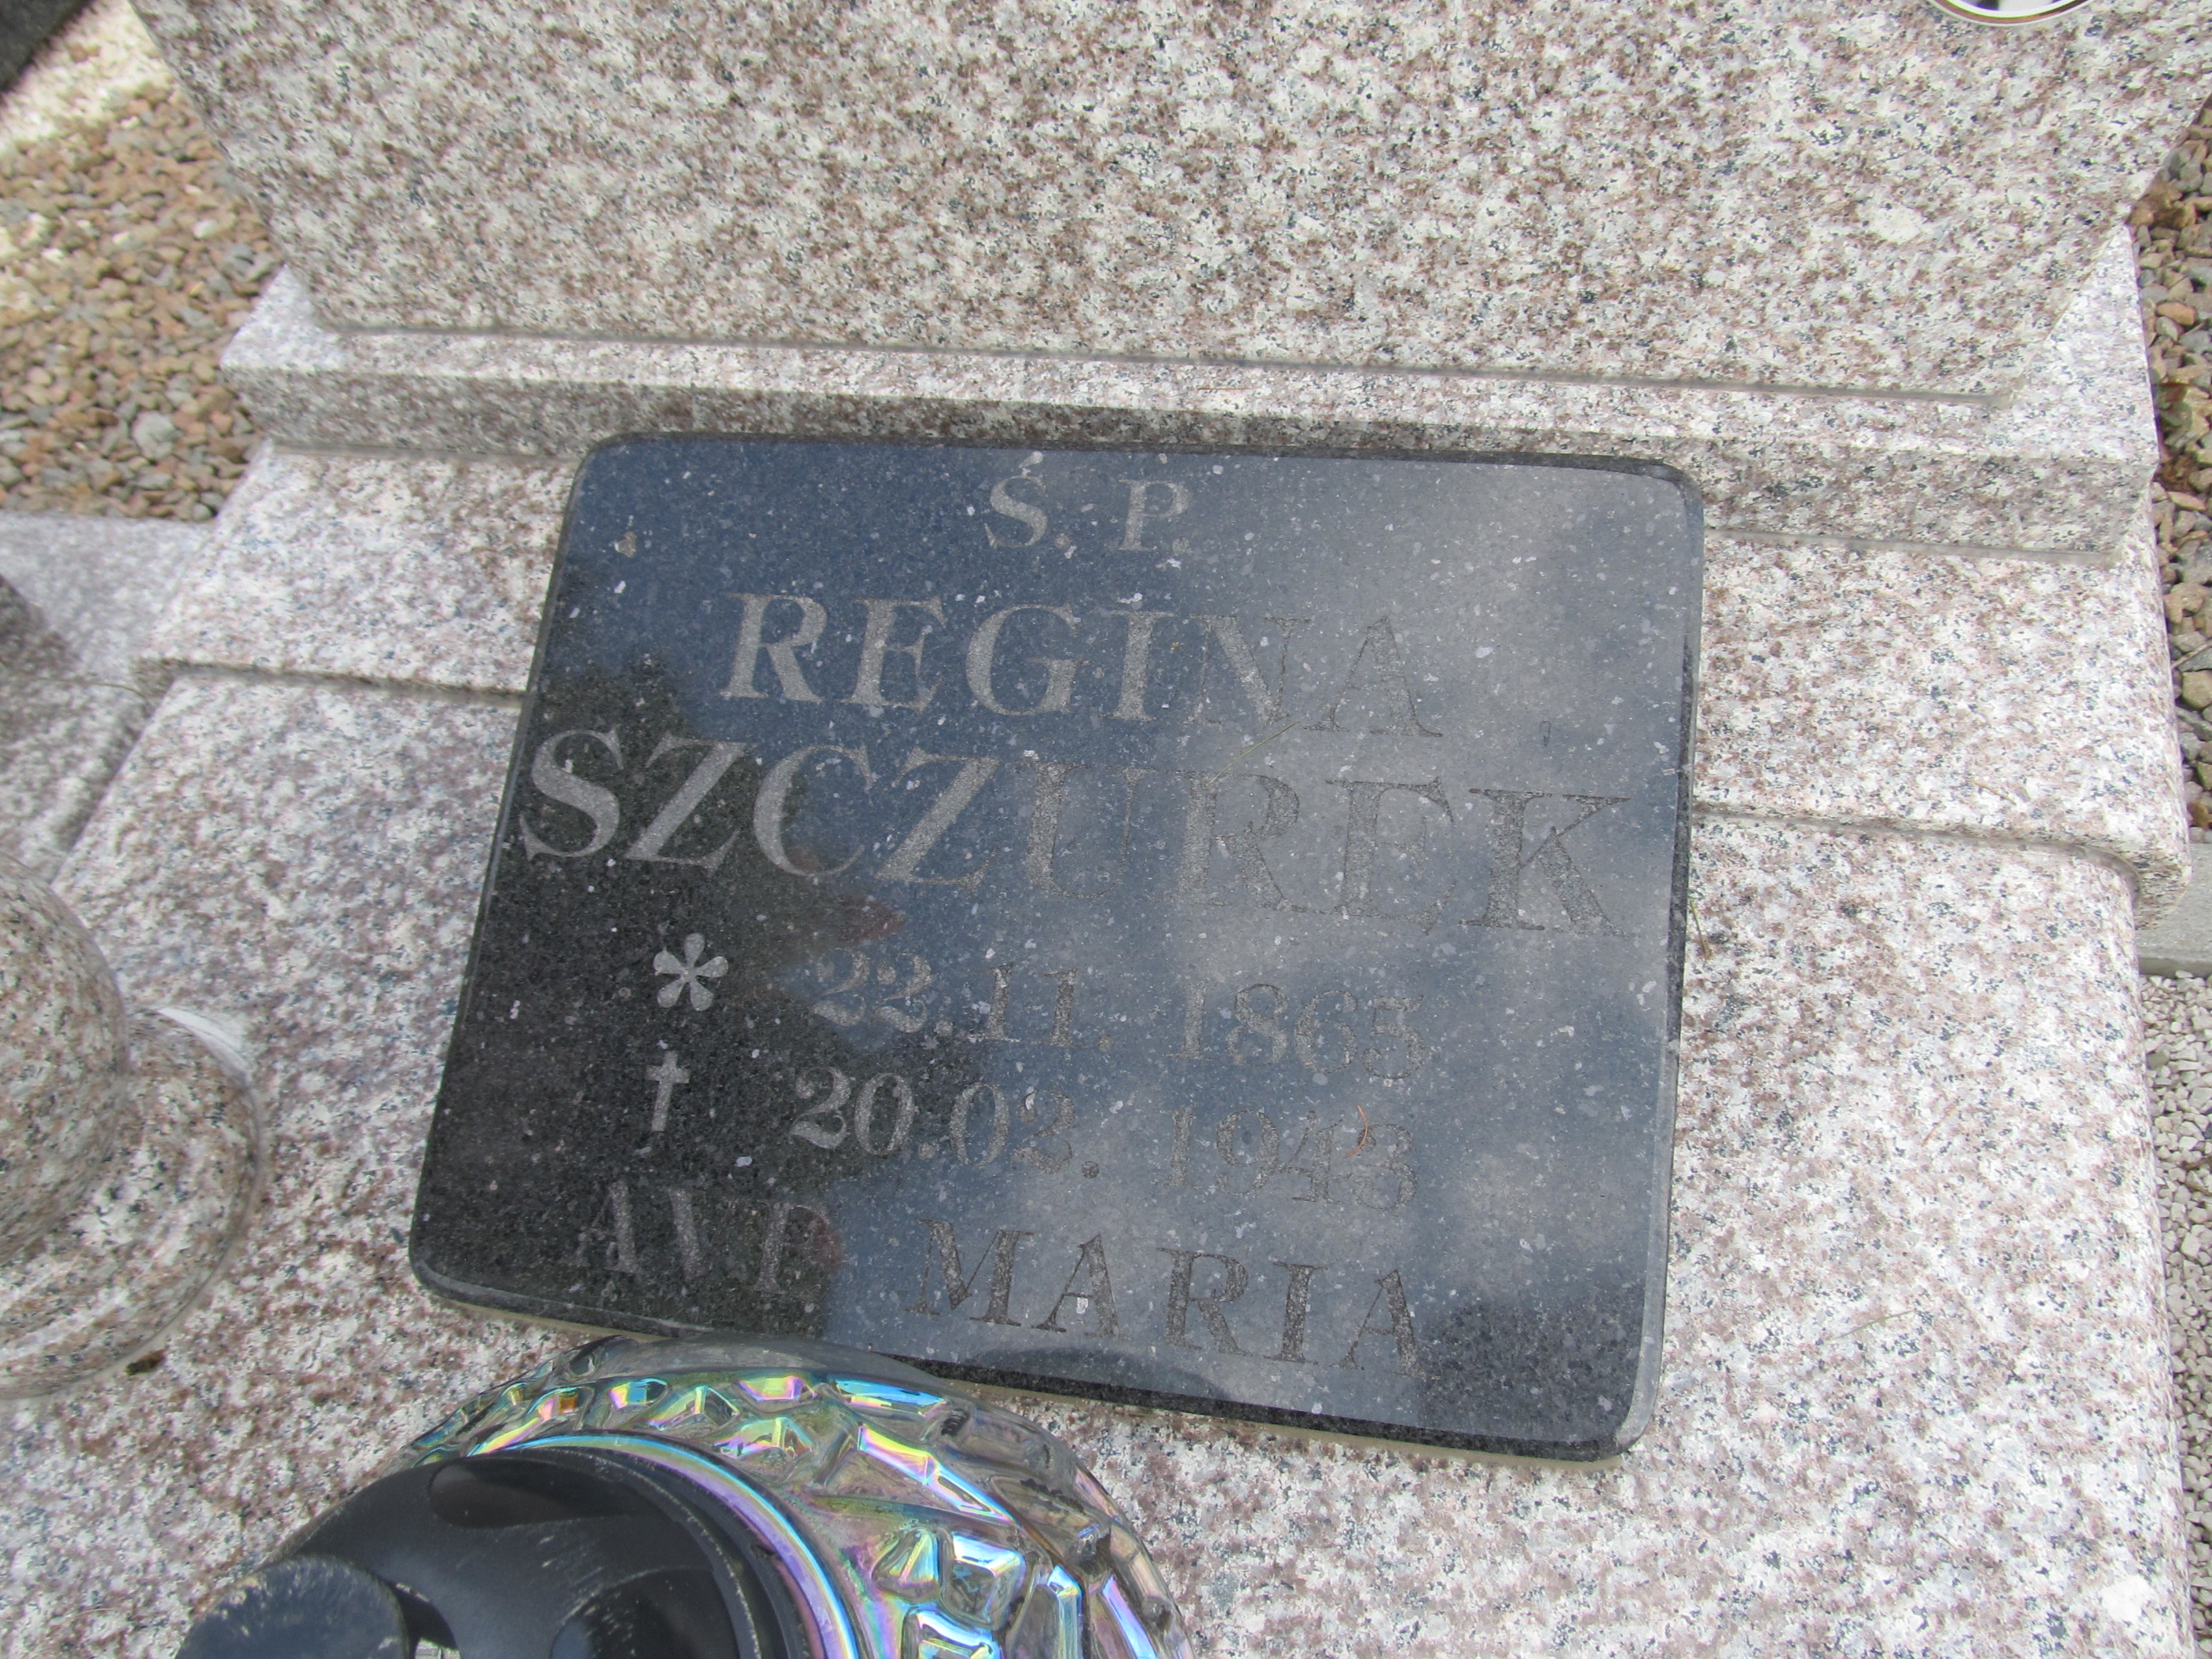 Ś. P.
REGINA
SZCZUREK
* 22.11. 1865
† 20.02. 1943
AVE MARIA